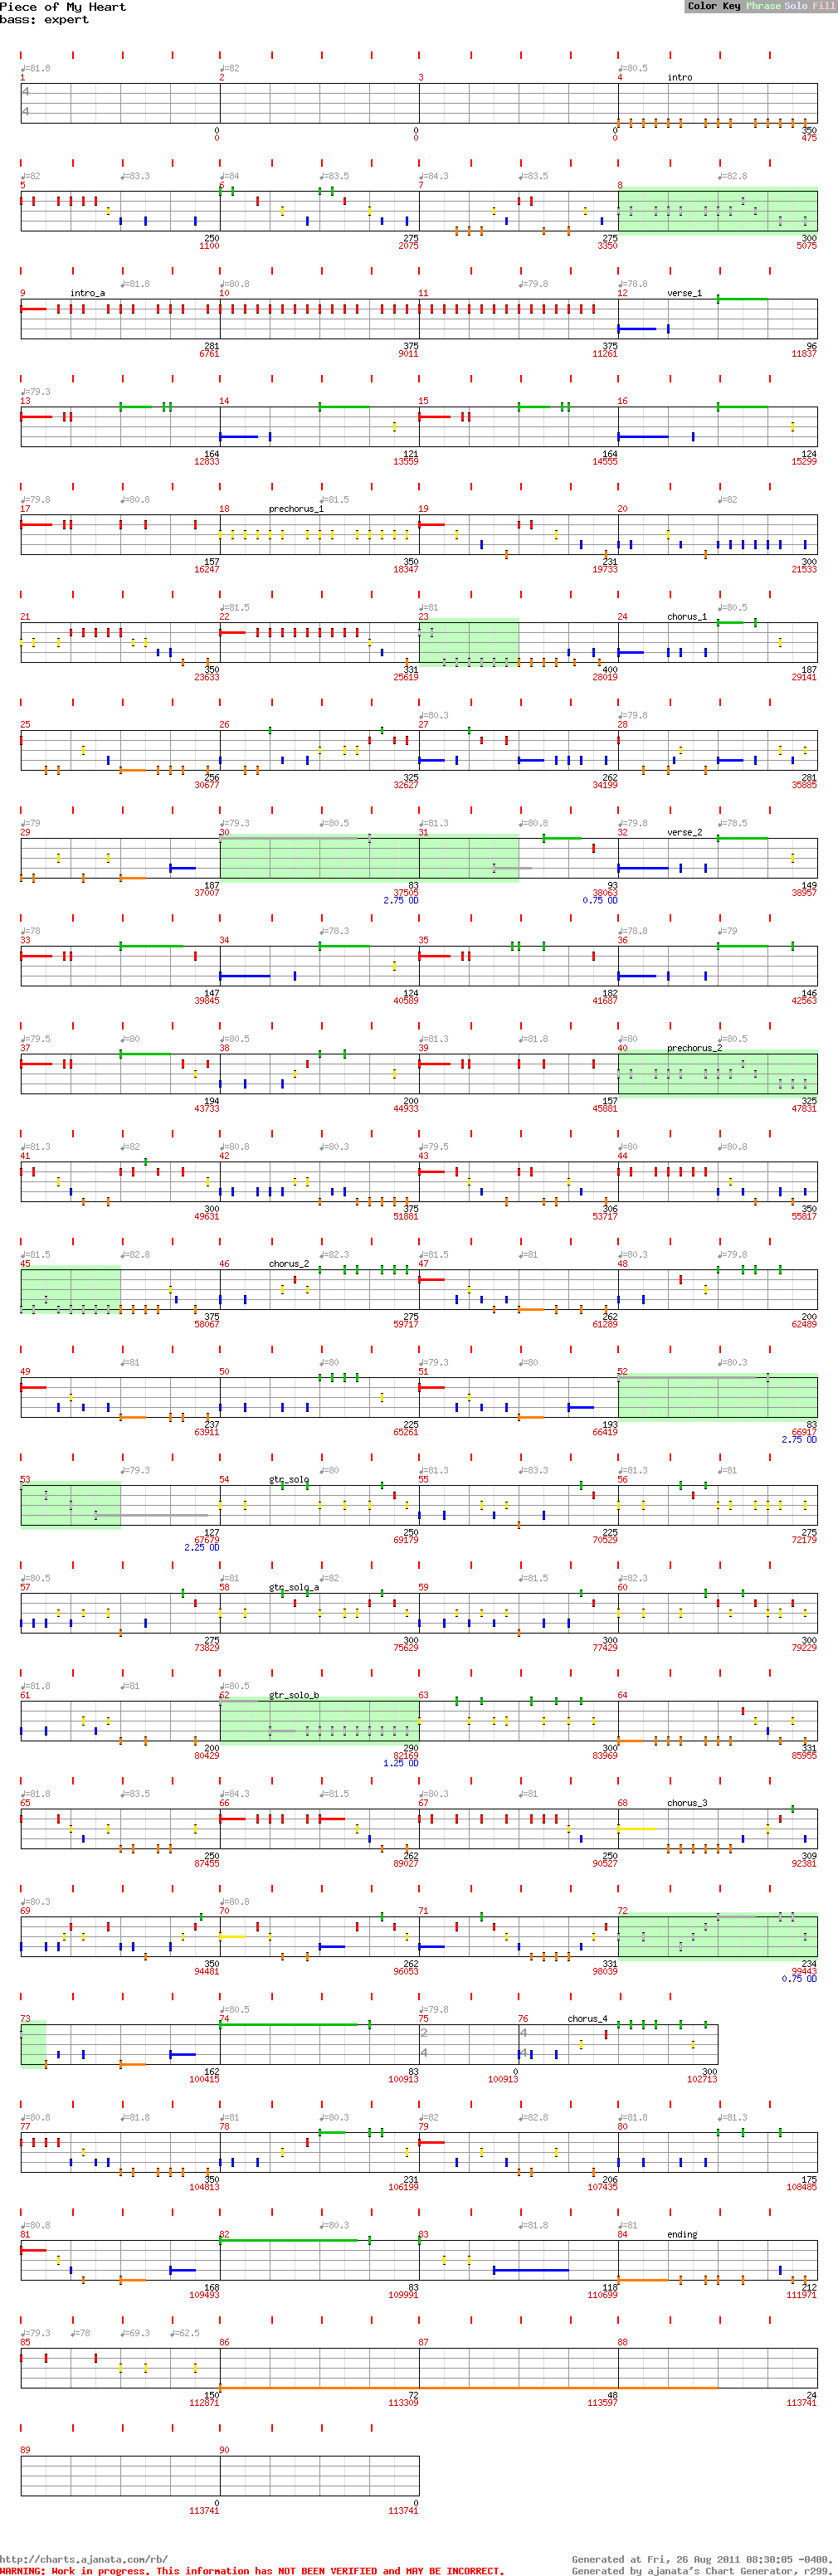 Piece of My Heart
bass: expert
Color Key Phrase Solo Fill
♩=81.8 ♩=82 ♩=80.5
1 2 3 4 intro
4
4
0 0 0 350
0 0 0 475
♩=82 ♩=83.3 ♩=84 ♩=83.5 ♩=84.3 ♩=83.5 ♩=82.8
5 6 7 8
250 275 275 300
1100 2075 3350 5075
♩=81.8 ♩=80.8 ♩=79.8 ♩=78.8
9 intro_a 10 11 12 verse_1
281 375 375 96
6761 9011 11261 11837
♩=79.3
13 14 15 16
164 121 164 124
12833 13559 14555 15299
♩=79.8 ♩=80.8 ♩=81.5 ♩=82
17 18 prechorus_1 19 20
157 350 231 300
16247 18347 19733 21533
♩=81.5 ♩=81 ♩=80.5
21 22 23 24 chorus_1
350 331 400 187
23633 25619 28019 29141
♩=80.3 ♩=79.8
25 26 27 28
256 325 262 281
30677 32627 34199 35885
♩=79 ♩=79.3 ♩=80.5 ♩=81.3 ♩=80.8 ♩=79.8 ♩=78.5
29 30 31 32 verse_2
187 83 93 149
37007 37505 38063 38957
2.75 OD 0.75 OD
♩=78 ♩=78.3 ♩=78.8 ♩=79
33 34 35 36
147 124 182 146
39845 40589 41687 42563
♩=79.5 ♩=80 ♩=80.5 ♩=81.3 ♩=81.8 ♩=80 ♩=80.5
37 38 39 40 prechorus_2
194 200 157 325
43733 44933 45881 47831
♩=81.3 ♩=82 ♩=80.8 ♩=80.3 ♩=79.5 ♩=80 ♩=80.8
41 42 43 44
300 375 306 350
49631 51881 53717 55817
♩=81.5 ♩=82.8 ♩=82.3 ♩=81.5 ♩=81 ♩=80.3 ♩=79.8
45 46 chorus_2 47 48
375 275 262 200
58067 59717 61289 62489
♩=81 ♩=80 ♩=79.3 ♩=80 ♩=80.3
49 50 51 52
237 225 193 83
63911 65261 66419 66917
2.75 OD
♩=79.3 ♩=80 ♩=81.3 ♩=83.3 ♩=81.3 ♩=81
53 54 gtr_solo 55 56
127 250 225 275
67679 69179 70529 72179
2.25 OD
♩=80.5 ♩=81 ♩=82 ♩=81.5 ♩=82.3
57 58 gtr_solo_a 59 60
275 300 300 300
73829 75629 77429 79229
♩=81.8 ♩=81 ♩=80.5
61 62 gtr_solo_b 63 64
200 290 300 331
80429 82169 83969 85955
1.25 OD
♩=81.8 ♩=83.5 ♩=84.3 ♩=81.5 ♩=80.3 ♩=81
65 66 67 68 chorus_3
250 262 250 309
87455 89027 90527 92381
♩=80.3 ♩=80.8
69 70 71 72
350 262 331 234
94481 96053 98039 99443
0.75 OD
♩=80.5 ♩=79.8
73 74 75 76 chorus_4
2 4
4 4
162 83 0 300
100415 100913 100913 102713
♩=80.8 ♩=81.8 ♩=81 ♩=80.3 ♩=82 ♩=82.8 ♩=81.8 ♩=81.3
77 78 79 80
350 231 206 175
104813 106199 107435 108485
♩=80.8 ♩=80.3 ♩=81.8 ♩=81
81 82 83 84 ending
168 83 118 212
109493 109991 110699 111971
♩=79.3 ♩=78 ♩=69.3 ♩=62.5
85 86 87 88
150 72 48 24
112871 113309 113597 113741
89 90
0 0
113741 113741
http://charts.ajanata.com/rb/ Generated at Fri, 26 Aug 2011 08:30:05 -0400.
WARNING: Work in progress. This information has NOT BEEN VERIFIED and MAY BE INCORRECT. Generated by ajanata's Chart Generator, r299.